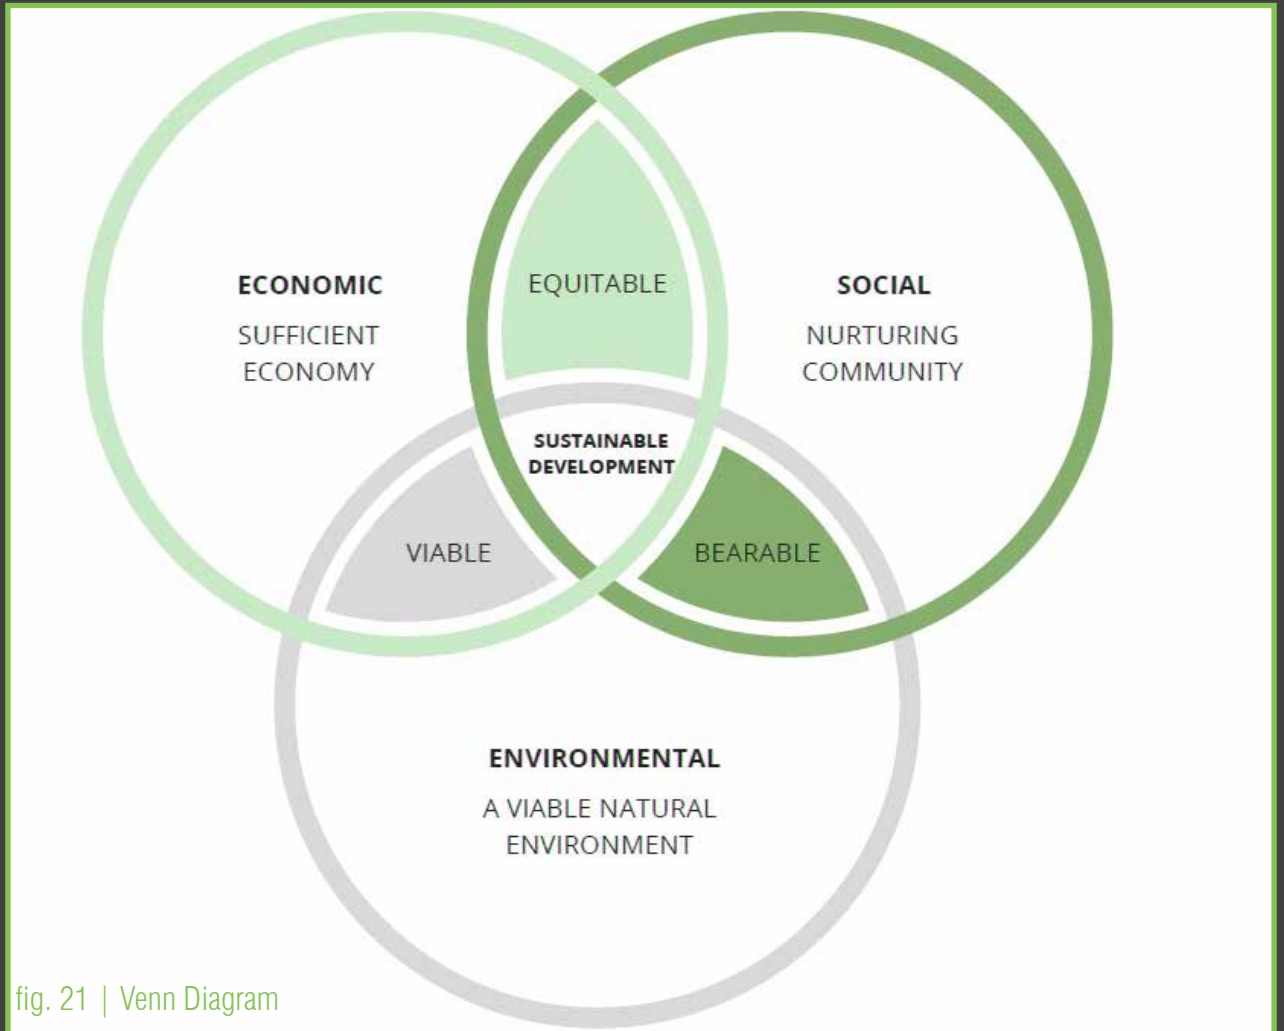 ECONOMIC
SUFFICIENT
ECONOMY
EQUITABLE
SOCIAL
NURTURING
COMMUNITY
SUSTAINABLE
DEVELOPMENT
VIABLE
BEARABLE
ENVIRONMENTAL
A VIABLE NATURAL
ENVIRONMENT
fig. 21 | Venn Diagram